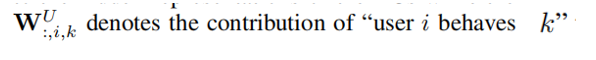 W^U_{:,i,k} denotes the contribution of “user i behaves k”